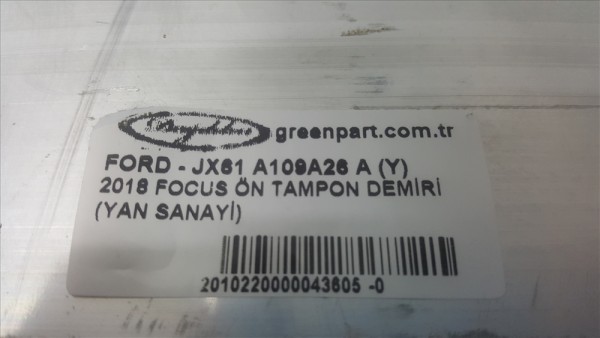 greenpart.com.tr
FORD - JX61 A109A26 A (Y)
2018 FOCUS ÖN TAMPON DEMİRİ
(YAN SANAYİ)
2010220000043605 -0